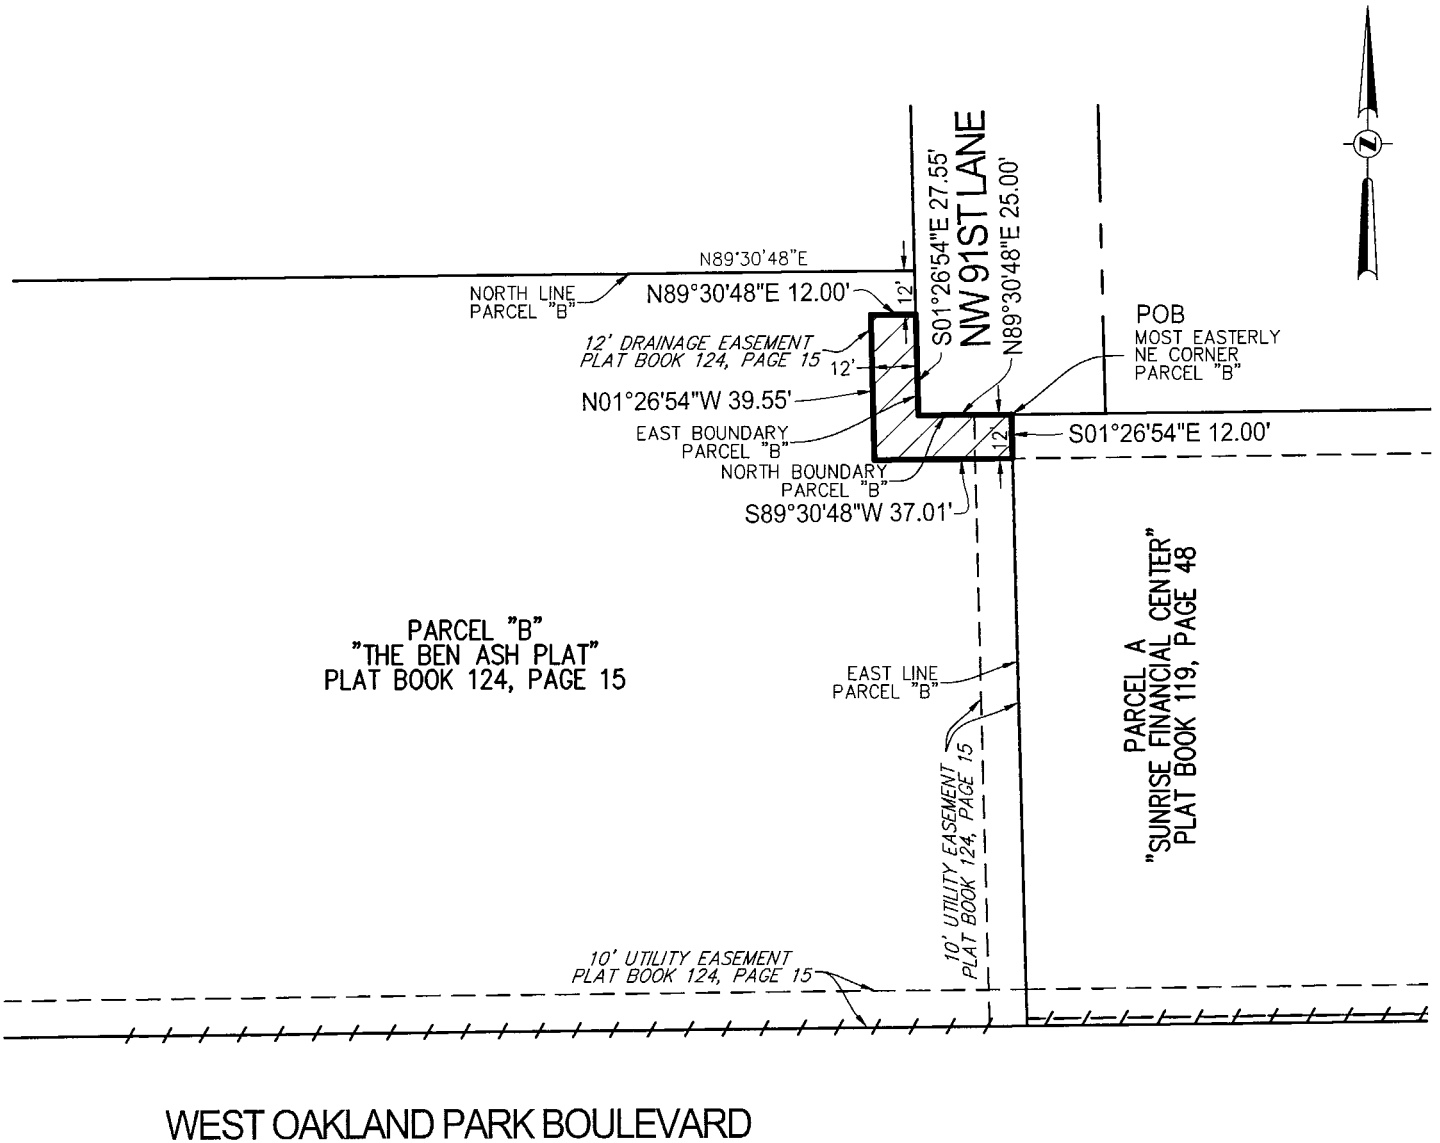 N89°30'48"E
NORTH LINE
PARCEL "B"
N89°30'48"E 12.00'
12'
S01°26'54"E 27.55'
NW 91ST LANE
N89°30'48"E 25.00'
Z
12' DRAINAGE EASEMENT
PLAT BOOK 124, PAGE 15
12'
POB
MOST EASTERLY
NE CORNER
PARCEL "B"
N01°26'54"W 39.55'
EAST BOUNDARY
PARCEL "B"
12'
S01°26'54"E 12.00'
NORTH BOUNDARY
PARCEL "B"
S89°30'48"W 37.01'
PARCEL "B"
"THE BEN ASH PLAT"
PLAT BOOK 124, PAGE 15
EAST LINE
PARCEL "B"
PARCEL A
"SUNRISE FINANCIAL CENTER"
PLAT BOOK 119, PAGE 48
10' UTILITY EASEMENT
PLAT BOOK 124, PAGE 15
10' UTILITY EASEMENT
PLAT BOOK 124, PAGE 15
WEST OAKLAND PARK BOULEVARD